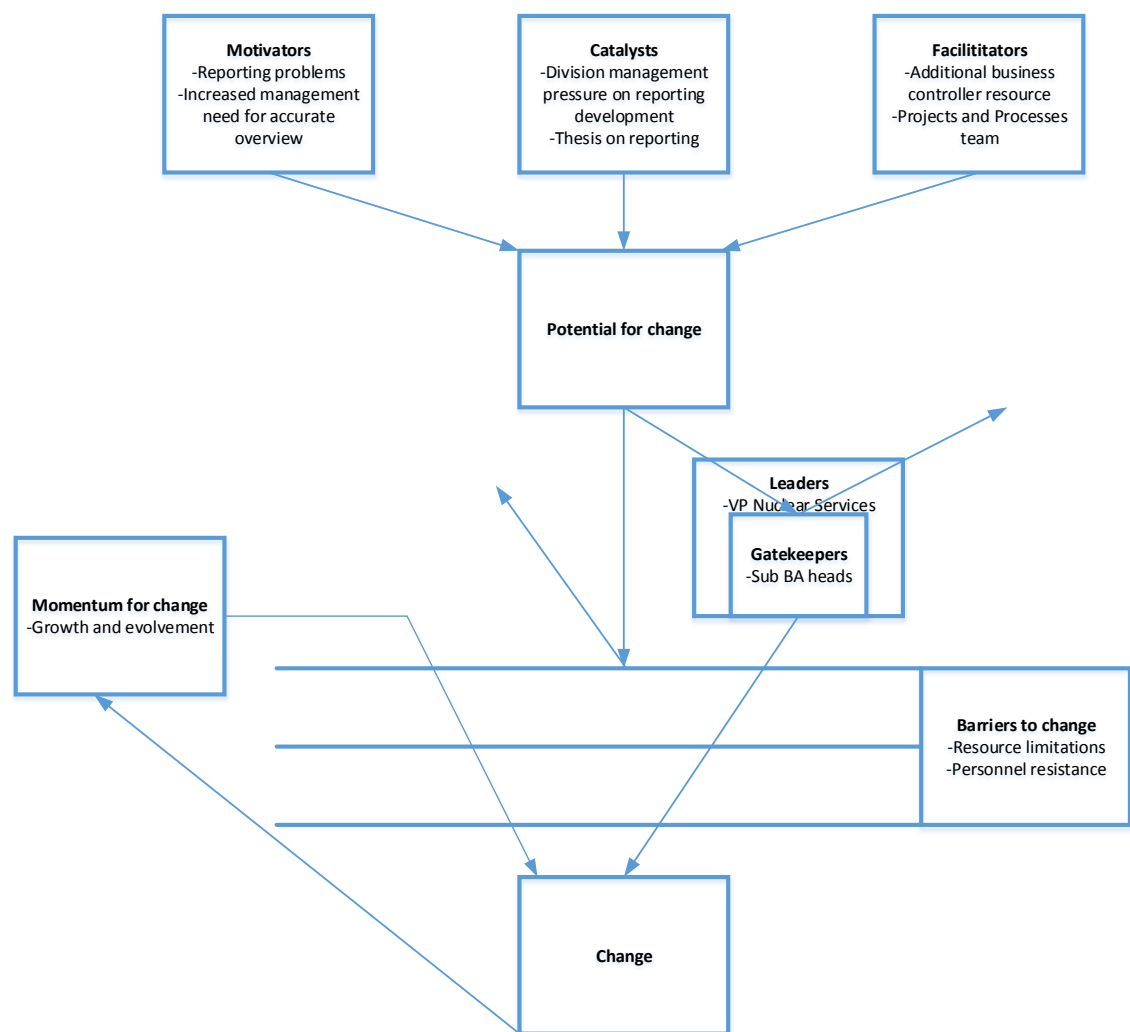 Motivators
-Reporting problems
-Increased management
need for accurate
overview
Catalysts
-Division management
pressure on reporting
development
-Thesis on reporting
Facilititators
-Additional business
controller resource
-Projects and Processes
team
Potential for change
Leaders
-VP Nuclear Services
Gatekeepers
-Sub BA heads
Momentum for change
-Growth and evolvement
Barriers to change
-Resource limitations
-Personnel resistance
Change